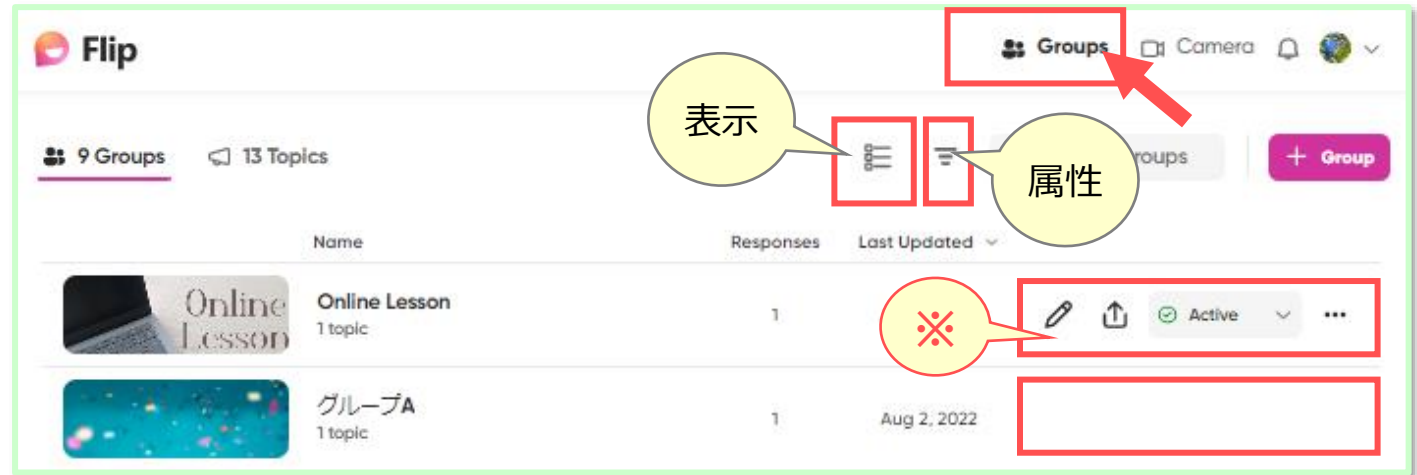 Flip
Groups Camera
表示
9 Groups 13 Topics
属性
roups
+ Group
Name Responses Last Updated
Online Lesson
Online Lesson 1
1 topic
※
Active
グループA
1 topic
1 Aug 2, 2022